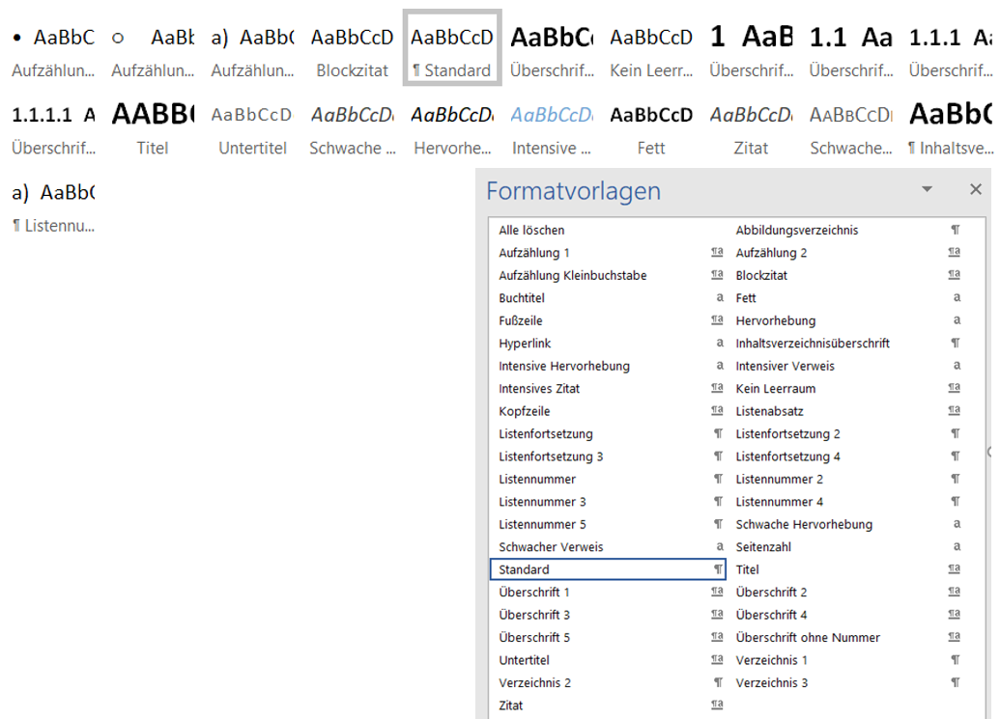 • AaBbC ○ AaBb a) AaBb( AaBbCcD AaBbCcD AaBbC( AaBbCcD 1 AaB 1.1 Aa 1.1.1 A
Aufzählun... Aufzählun... Aufzählun... Blockzitat ¶ Standard Überschrif... Kein Leerr... Überschrif... Überschrif... Überschrif...
1.1.1.1 A AABB( AaBbCcD AaBbCcD AaBbCcD AaBbCcD AaBbCcD AaBbCcD AaBbCcD AaBbC
Überschrif... Titel Untertitel Schwache ... Hervorhe... Intensive ... Fett Zitat Schwache... ¶ Inhaltsve...
a) AaBb(
¶ Listennu...
Formatvorlagen
Alle löschen Abbildungsverzeichnis ¶
Aufzählung 1 ¶a Aufzählung 2 ¶a
Aufzählung Kleinbuchstabe ¶a Blockzitat ¶a
Buchtitel a Fett a
Fußzeile ¶a Hervorhebung a
Hyperlink a Inhaltsverzeichnisüberschrift ¶
Intensive Hervorhebung a Intensiver Verweis a
Intensives Zitat ¶a Kein Leerraum ¶a
Kopfzeile ¶a Listenabsatz ¶a
Listenfortsetzung ¶ Listenfortsetzung 2 ¶
Listenfortsetzung 3 ¶ Listenfortsetzung 4 ¶
Listennummer ¶ Listennummer 2 ¶
Listennummer 3 ¶ Listennummer 4 ¶
Listennummer 5 ¶ Schwache Hervorhebung a
Schwacher Verweis a Seitenzahl a
Standard ¶ Titel ¶a
Überschrift 1 ¶a Überschrift 2 ¶a
Überschrift 3 ¶a Überschrift 4 ¶a
Überschrift 5 ¶a Überschrift ohne Nummer ¶a
Untertitel ¶a Verzeichnis 1 ¶
Verzeichnis 2 ¶ Verzeichnis 3 ¶
Zitat ¶a